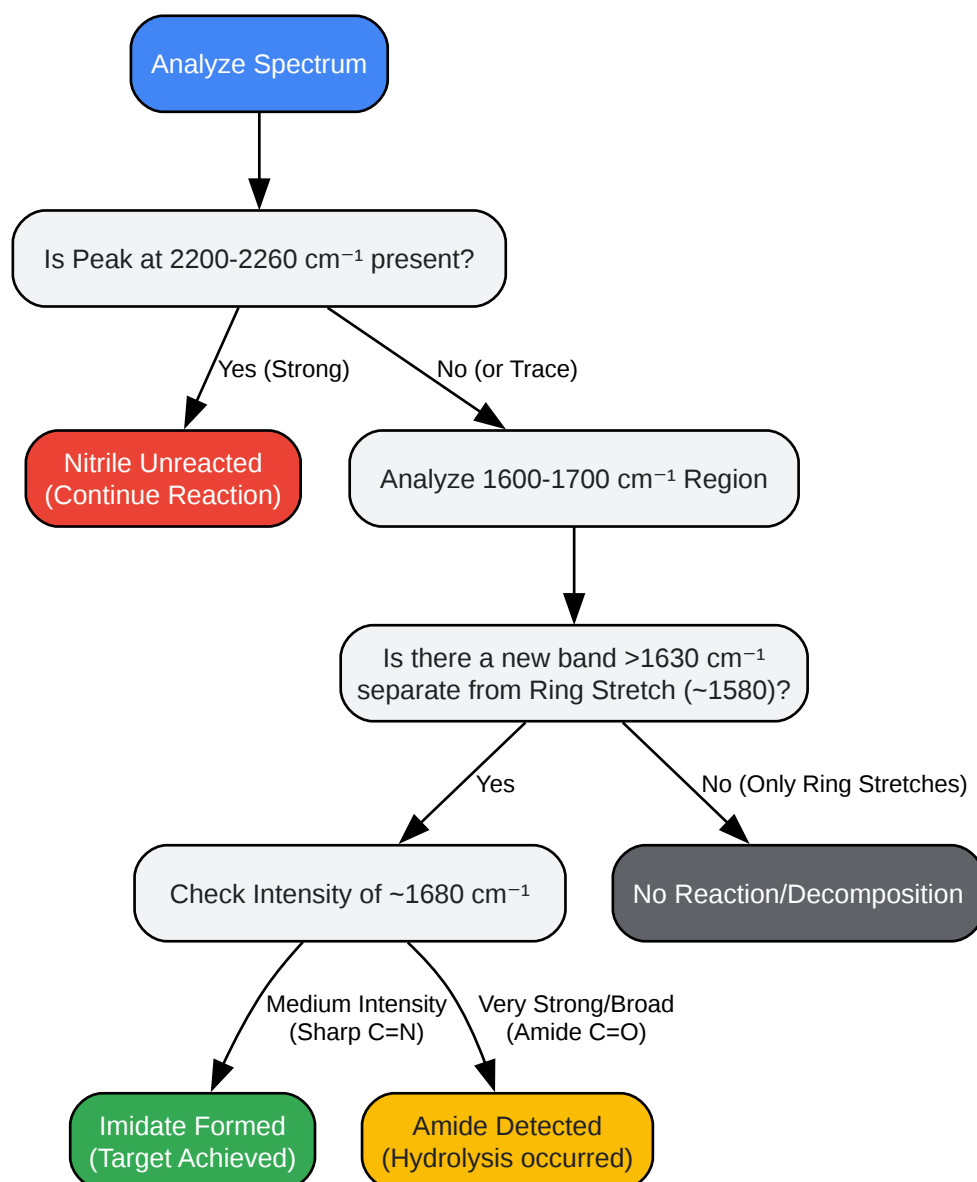 Analyze Spectrum
Is Peak at 2200-2260 cm⁻¹ present?
Yes (Strong)
No (or Trace)
Nitrile Unreacted
(Continue Reaction)
Analyze 1600-1700 cm⁻¹ Region
Is there a new band >1630 cm⁻¹
separate from Ring Stretch (~1580)?
Yes
No (Only Ring Stretches)
Check Intensity of ~1680 cm⁻¹
No Reaction/Decomposition
Medium Intensity
(Sharp C=N)
Very Strong/Broad
(Amide C=O)
Imidate Formed
(Target Achieved)
Amide Detected
(Hydrolysis occurred)